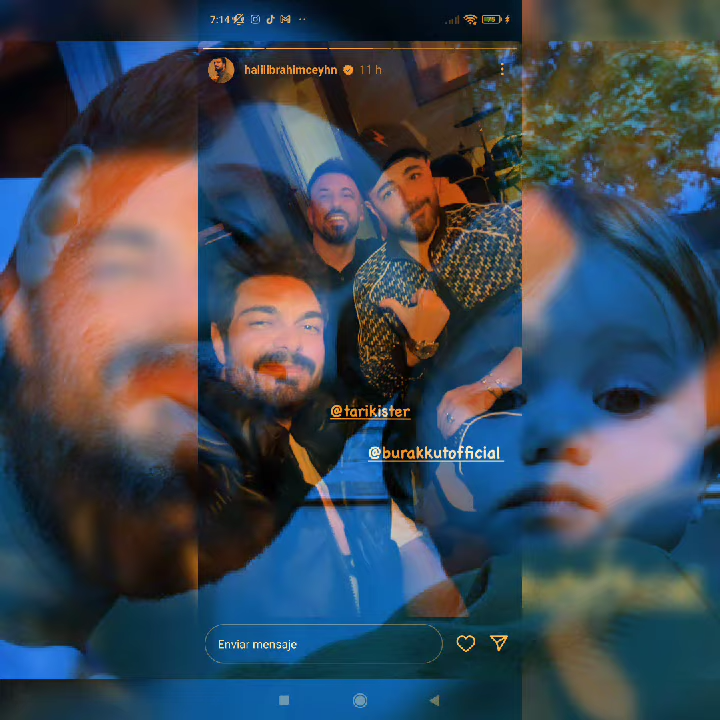 7:14
halilibrahimceyhn 11 h
@tarikister
@burakkutofficial
Enviar mensaje